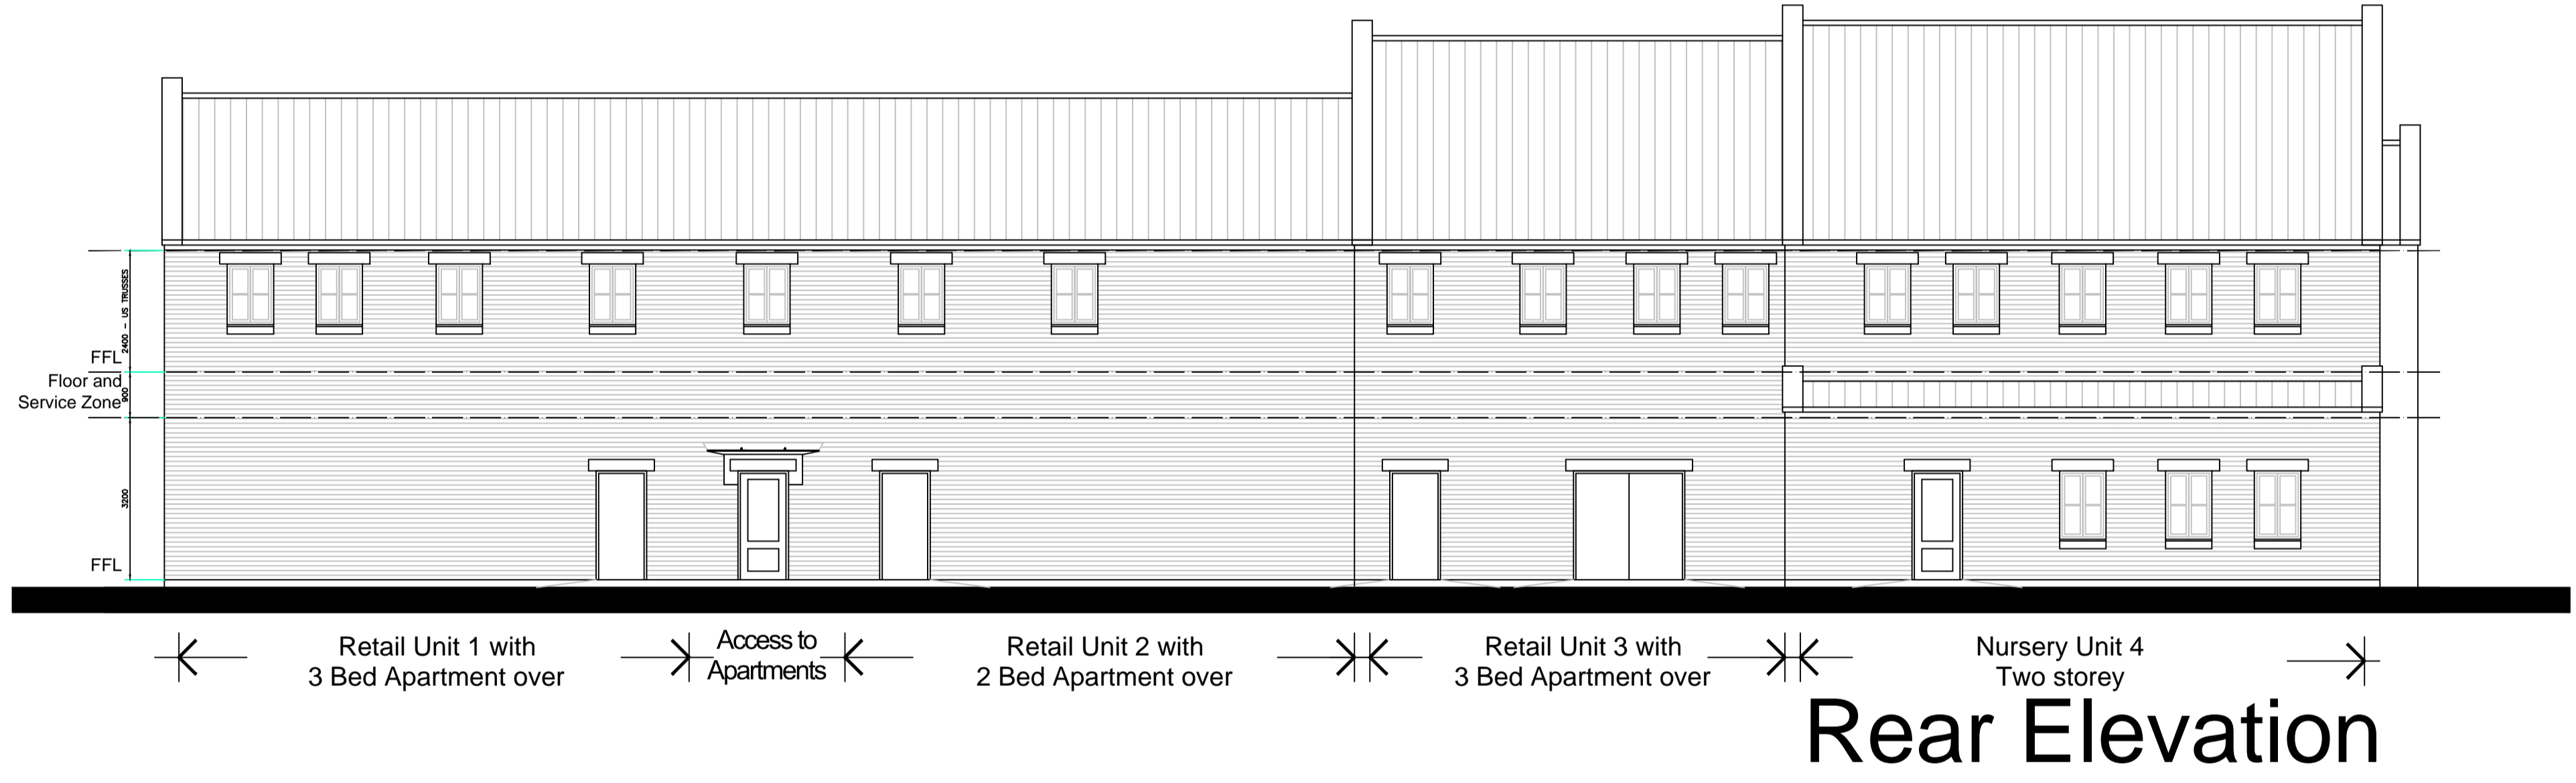 2400 - US TRUSSES
FFL
Floor and
Service Zone
900
3200
FFL
Retail Unit 1 with
3 Bed Apartment over
Access to
Apartments
Retail Unit 2 with
2 Bed Apartment over
Retail Unit 3 with
3 Bed Apartment over
Nursery Unit 4
Two storey
Rear Elevation